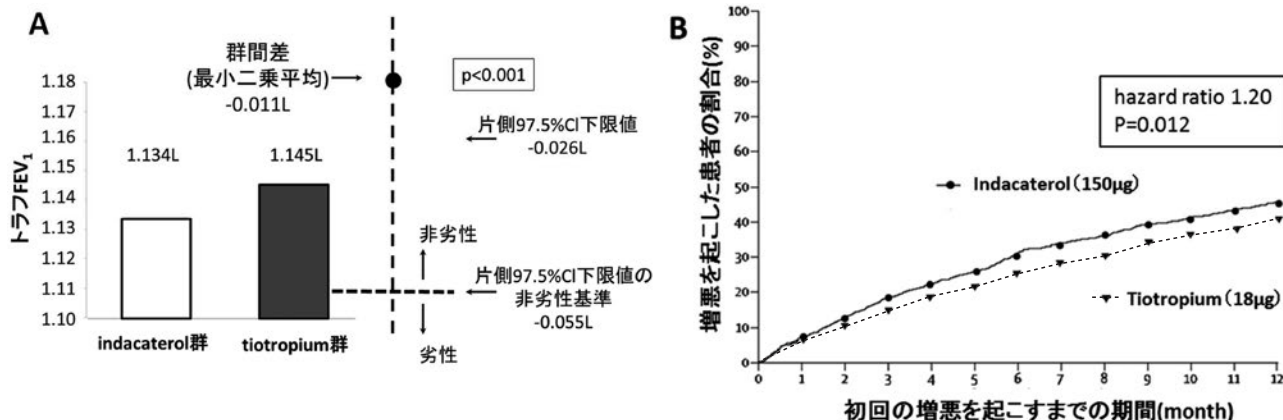 A
群間差
(最小二乗平均)
-0.011L
p<0.001
片側97.5%CI下限値
-0.026L
1.134L
1.145L
トラフFEV₁
1.18
1.17
1.16
1.15
1.14
1.13
1.12
1.11
1.10
非劣性
片側97.5%CI下限値の
非劣性基準
-0.055L
劣性
indacaterol群
tiotropium群
B
増悪を起こした患者の割合(%)
100
90
80
70
60
50
40
30
20
10
0
hazard ratio 1.20
P=0.012
Indacaterol(150μg)
Tiotropium(18μg)
0 1 2 3 4 5 6 7 8 9 10 11 12
初回の増悪を起こすまでの期間(month)